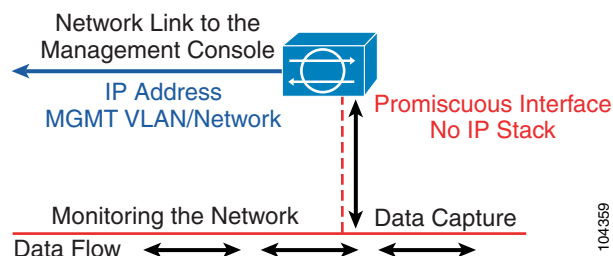 Network Link to the
Management Console
IP Address
MGMT VLAN/Network
Promiscuous Interface
No IP Stack
Monitoring the Network
Data Capture
Data Flow
104359